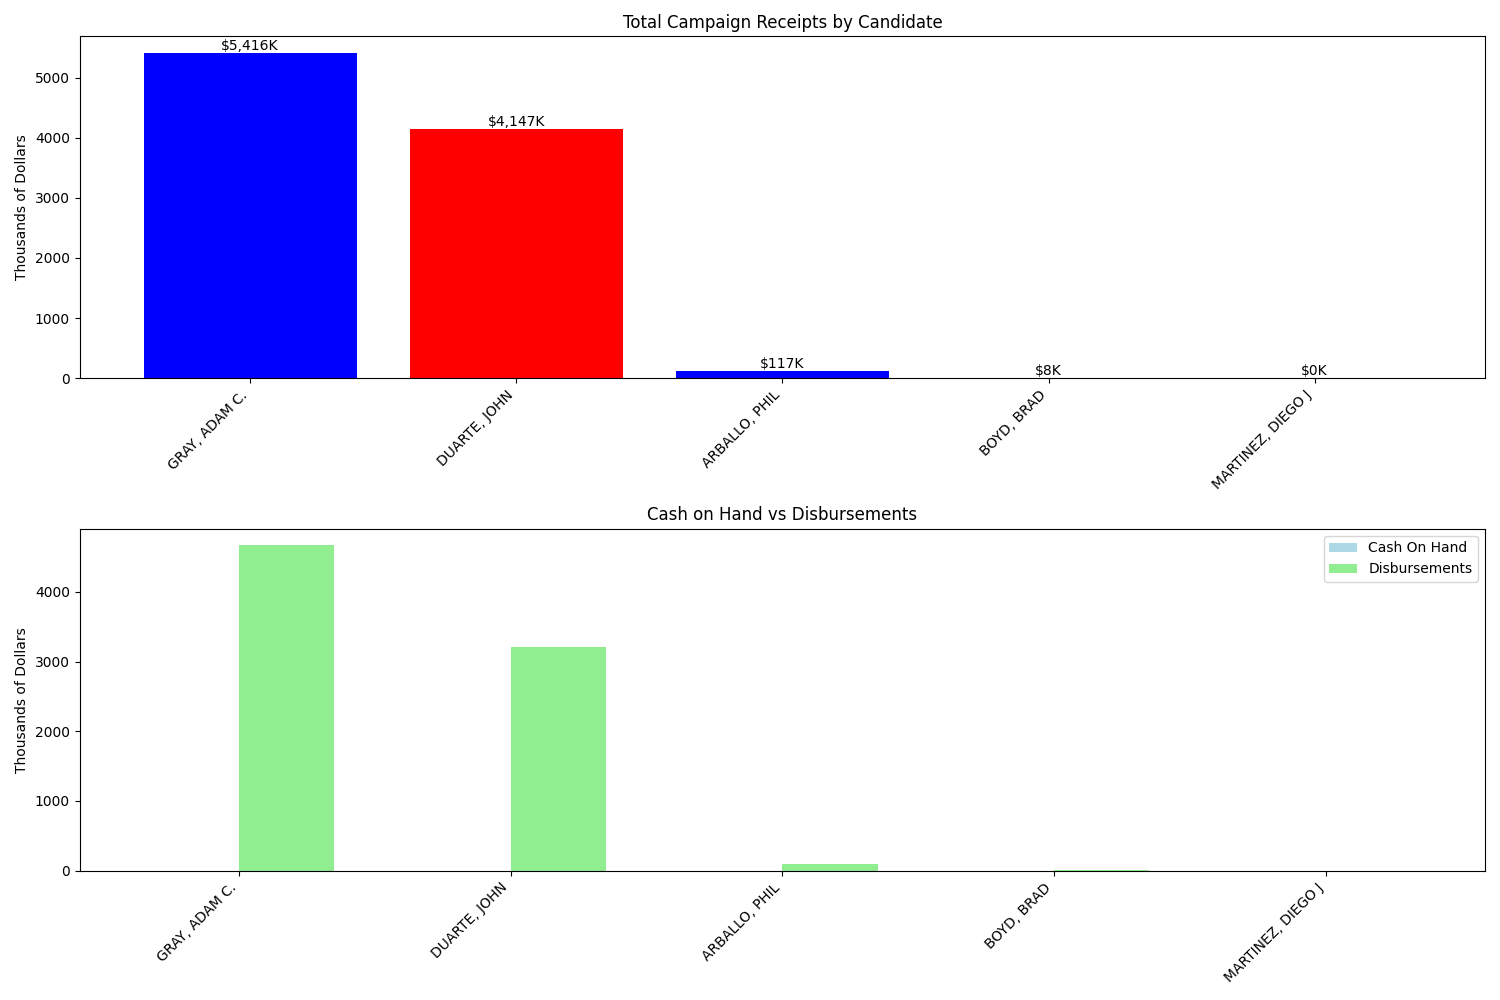 Total Campaign Receipts by Candidate
Thousands of Dollars
5000
4000
3000
2000
1000
0
$5,416K
$4,147K
$117K
$8K
$0K
GRAY, ADAM C.
DUARTE, JOHN
ARBALLO, PHIL
BOYD, BRAD
MARTINEZ, DIEGO J
Cash on Hand vs Disbursements
Thousands of Dollars
4000
3000
2000
1000
0
Cash On Hand
Disbursements
GRAY, ADAM C.
DUARTE, JOHN
ARBALLO, PHIL
BOYD, BRAD
MARTINEZ, DIEGO J